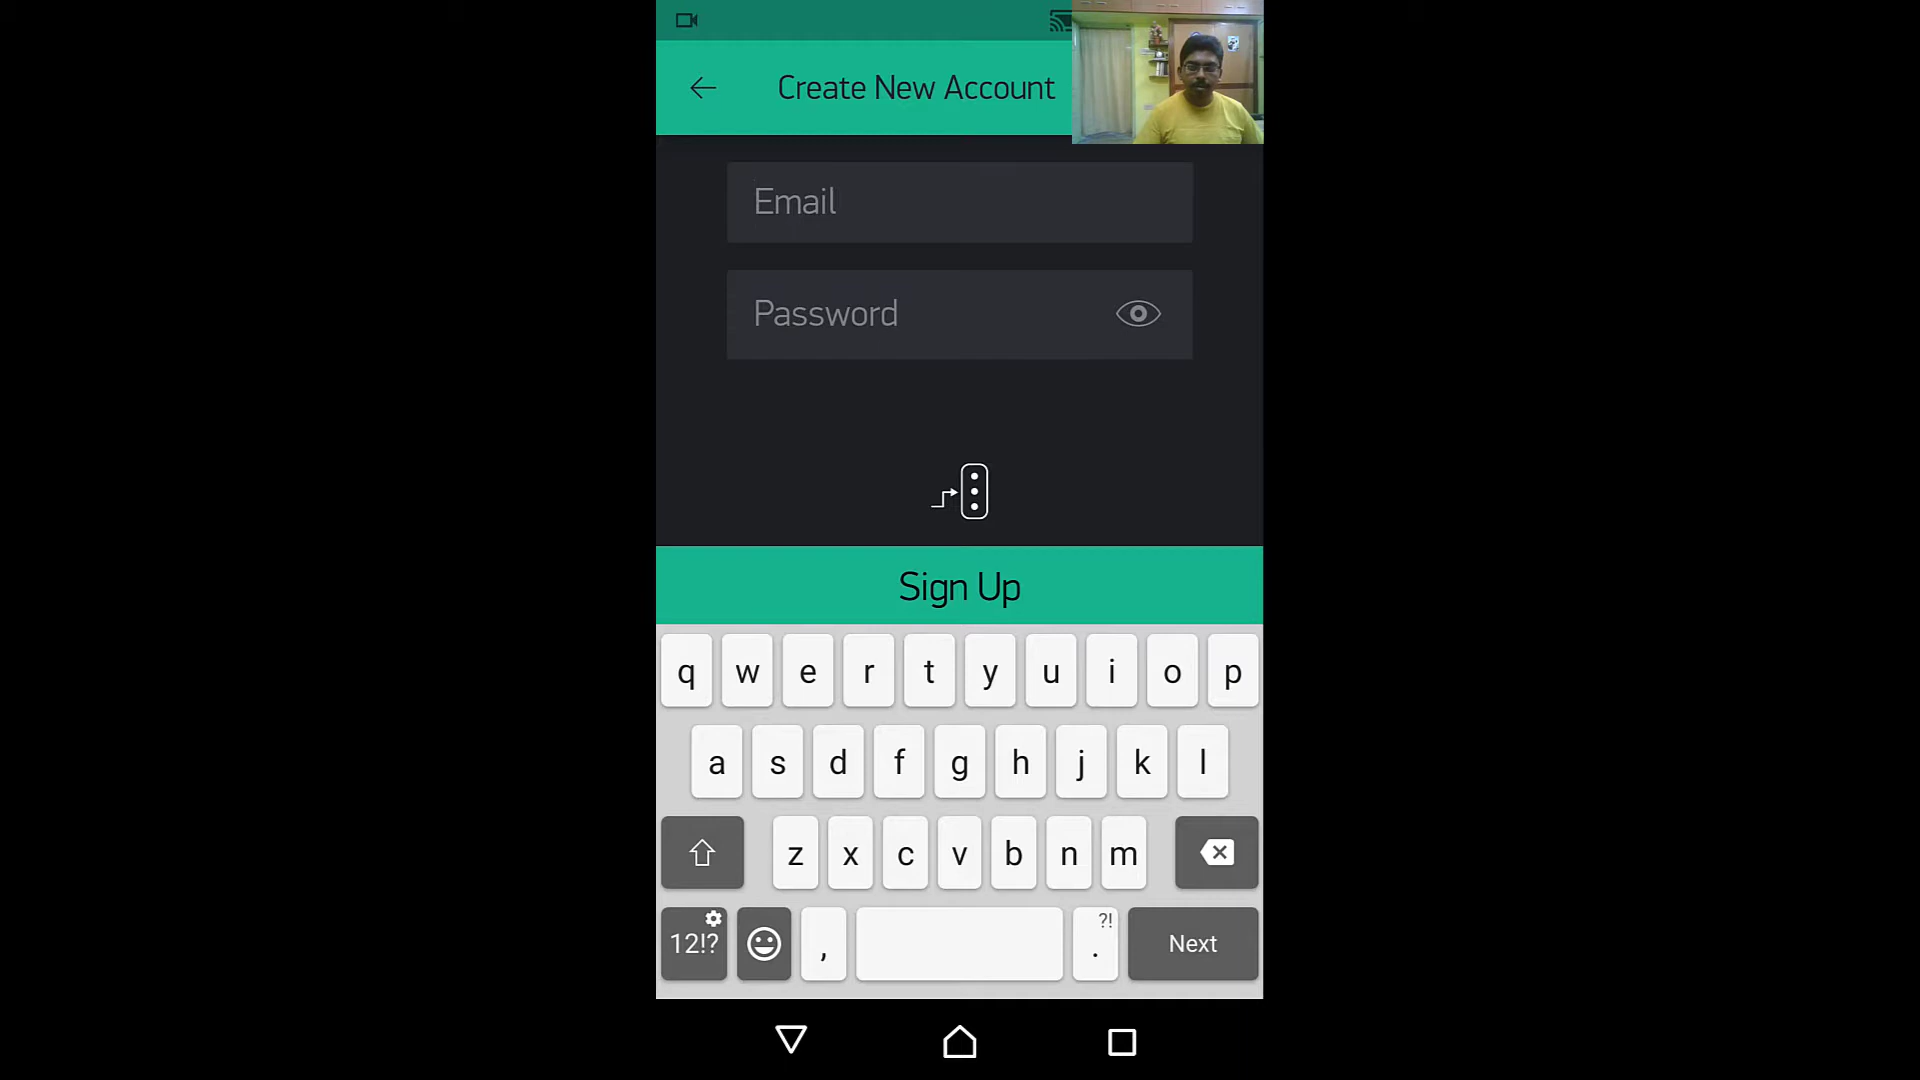 Create New Account
Email
Password
Sign Up
q w e r t y u i o p
a s d f g h j k l
z x c v b n m
12!? , . ?! Next